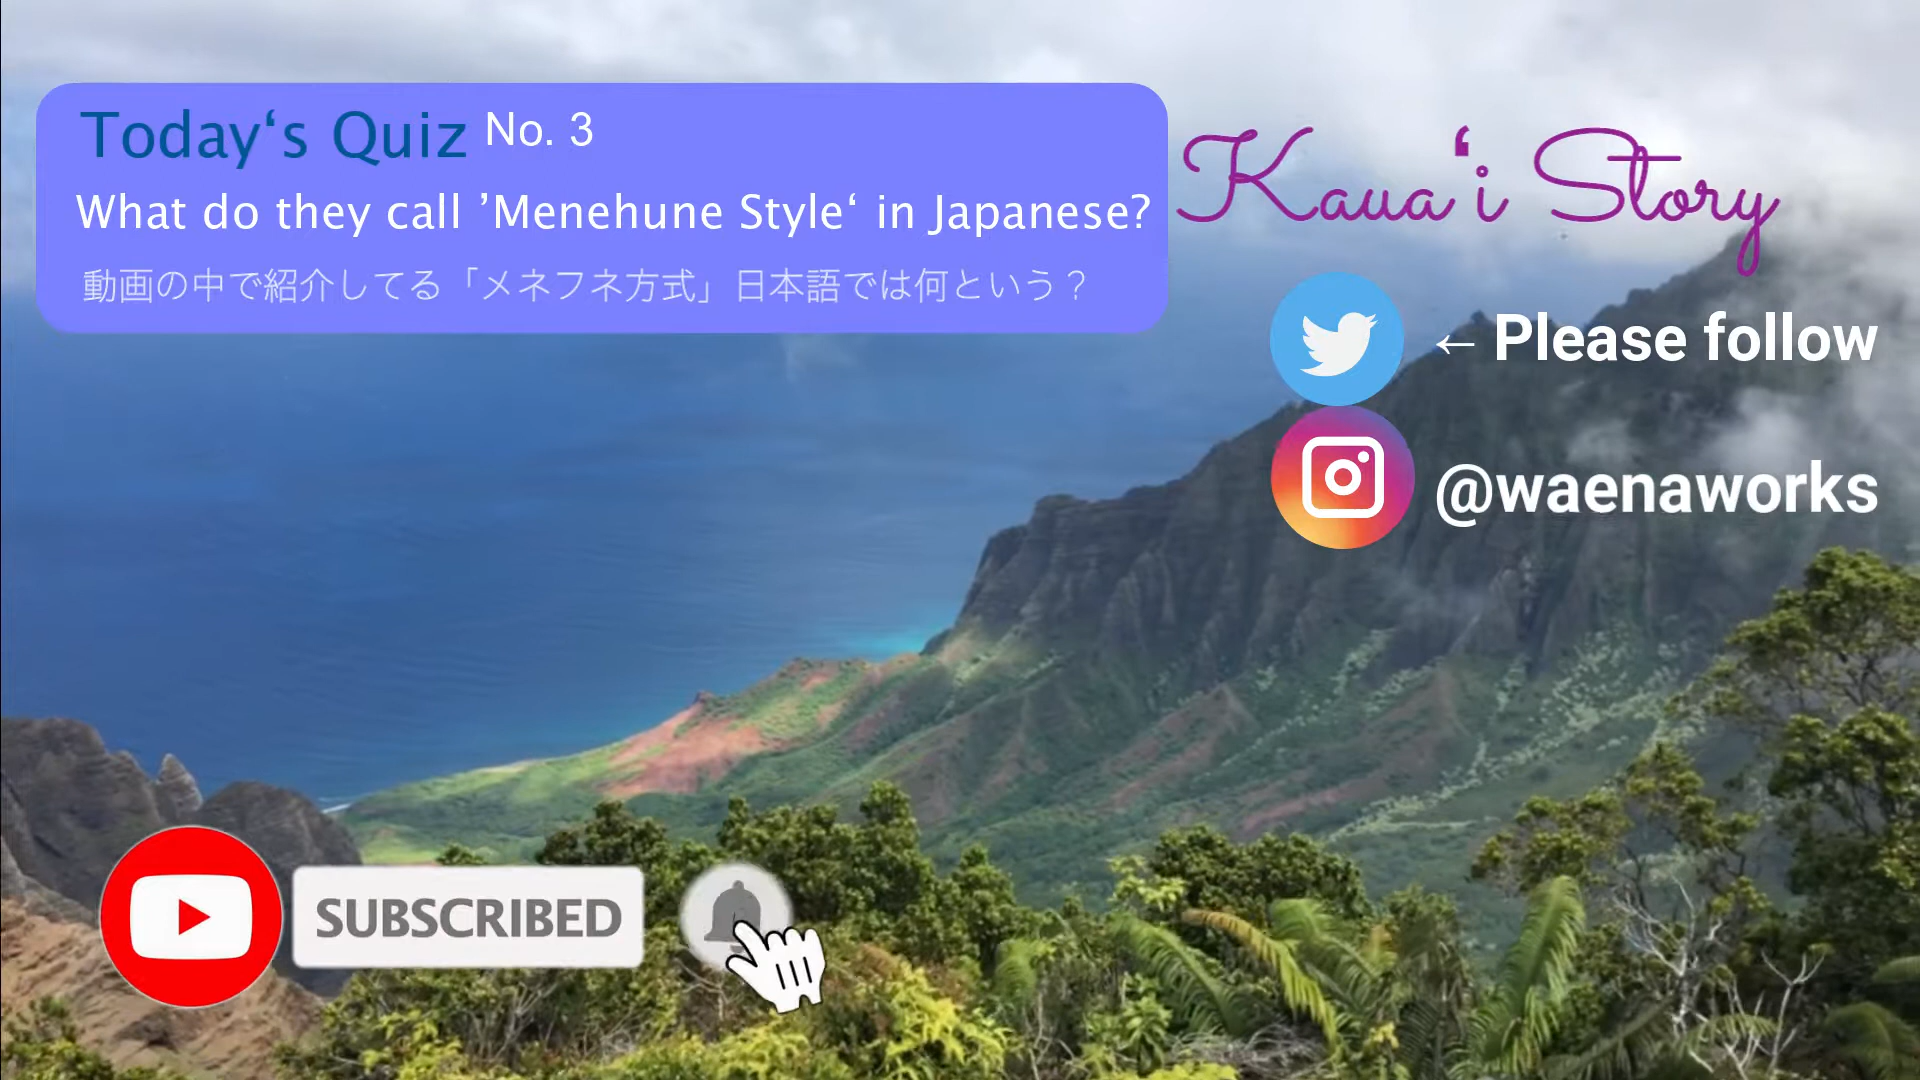 Today‘s Quiz No. 3
What do they call ’Menehune Style‘ in Japanese?
動画の中で紹介してる「メネフネ方式」日本語では何という？
Kaua‘i Story
← Please follow
@waenaworks
SUBSCRIBED